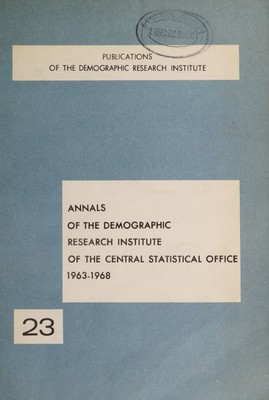 PUBLICATIONS
OF THE DEMOGRAPHIC RESEARCH INSTITUTE
ANNALS
OF THE DEMOGRAPHIC
RESEARCH INSTITUTE
OF THE CENTRAL STATISTICAL OFFICE
1963-1968
23